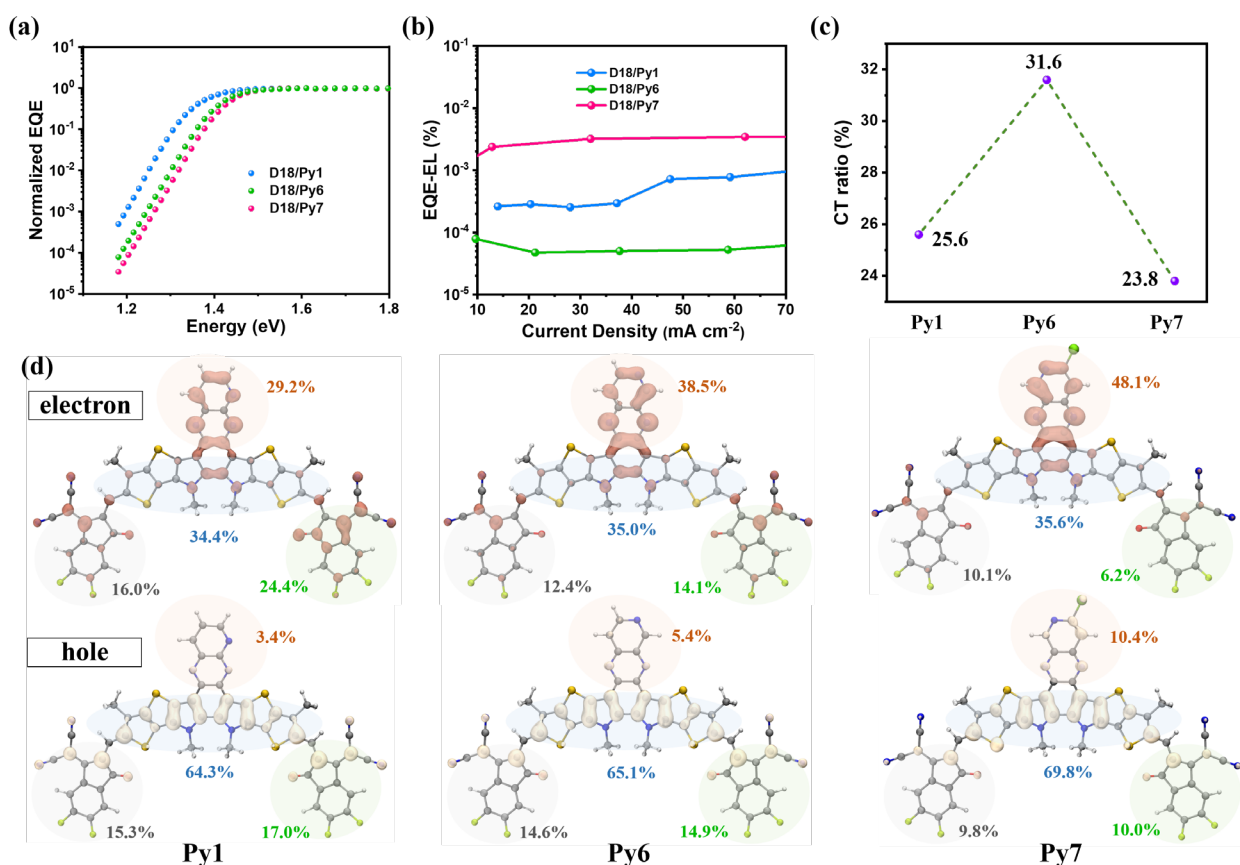 (a)
10¹
10⁰
10⁻¹
10⁻²
10⁻³
10⁻⁴
10⁻⁵
Normalized EQE
D18/Py1
D18/Py6
D18/Py7
1.2 1.4 1.6 1.8
Energy (eV)
(b)
10⁻¹
10⁻²
10⁻³
10⁻⁴
10⁻⁵
EQE-EL (%)
D18/Py1
D18/Py6
D18/Py7
10 20 30 40 50 60 70
Current Density (mA cm⁻²)
(c)
32
30
28
26
24
CT ratio (%)
31.6
25.6
23.8
Py1 Py6 Py7
(d)
electron
29.2%
34.4%
16.0%
24.4%
38.5%
35.0%
12.4%
14.1%
48.1%
35.6%
10.1%
6.2%
hole
3.4%
64.3%
15.3%
17.0%
5.4%
65.1%
14.6%
14.9%
10.4%
69.8%
9.8%
10.0%
Py1 Py6 Py7